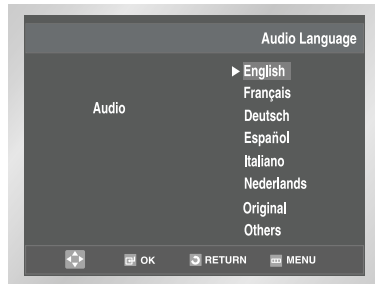 Audio Language
Audio
English
Français
Deutsch
Español
Italiano
Nederlands
Original
Others
OK RETURN MENU